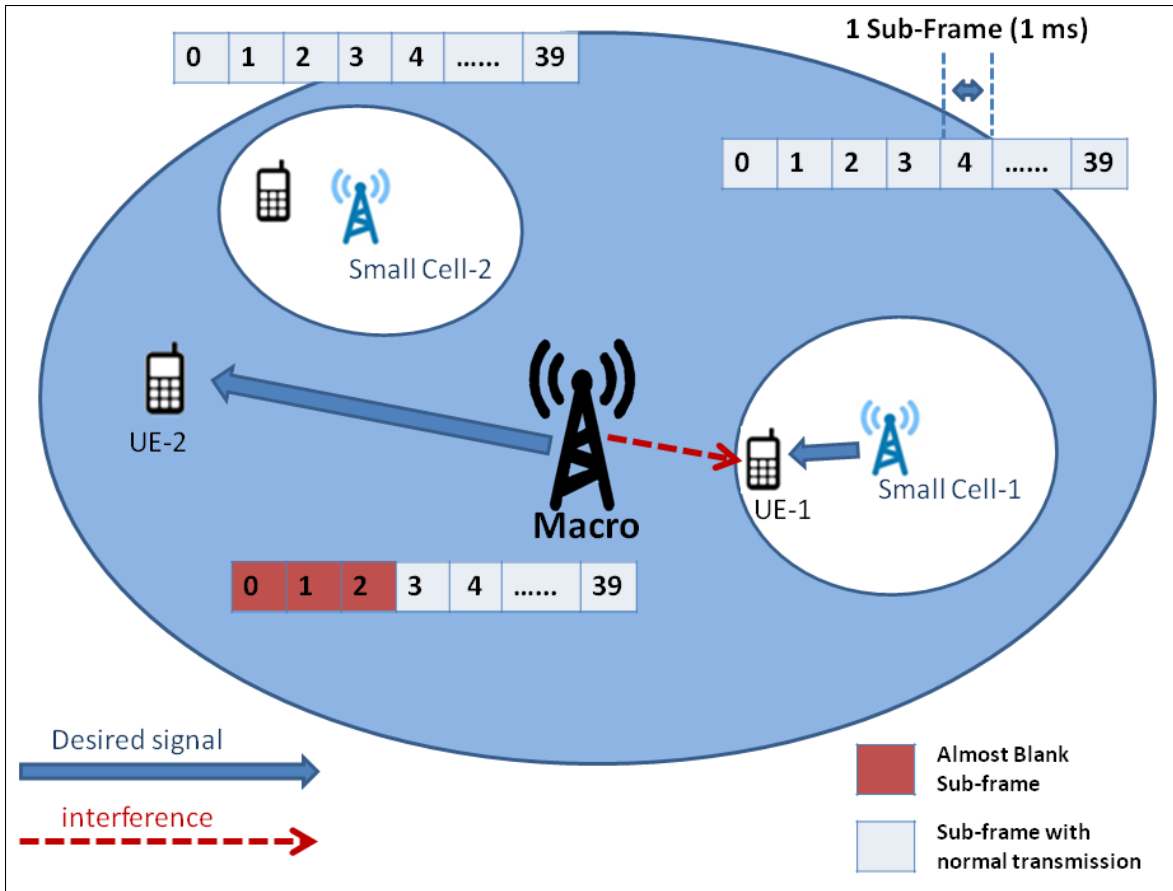 1 Sub-Frame (1 ms)
0 1 2 3 4 ...... 39
0 1 2 3 4 ...... 39
Small Cell-2
UE-2
Small Cell-1
UE-1
Macro
0 1 2 3 4 ...... 39
Desired signal
interference
Almost Blank
Sub-frame
Sub-frame with
normal transmission